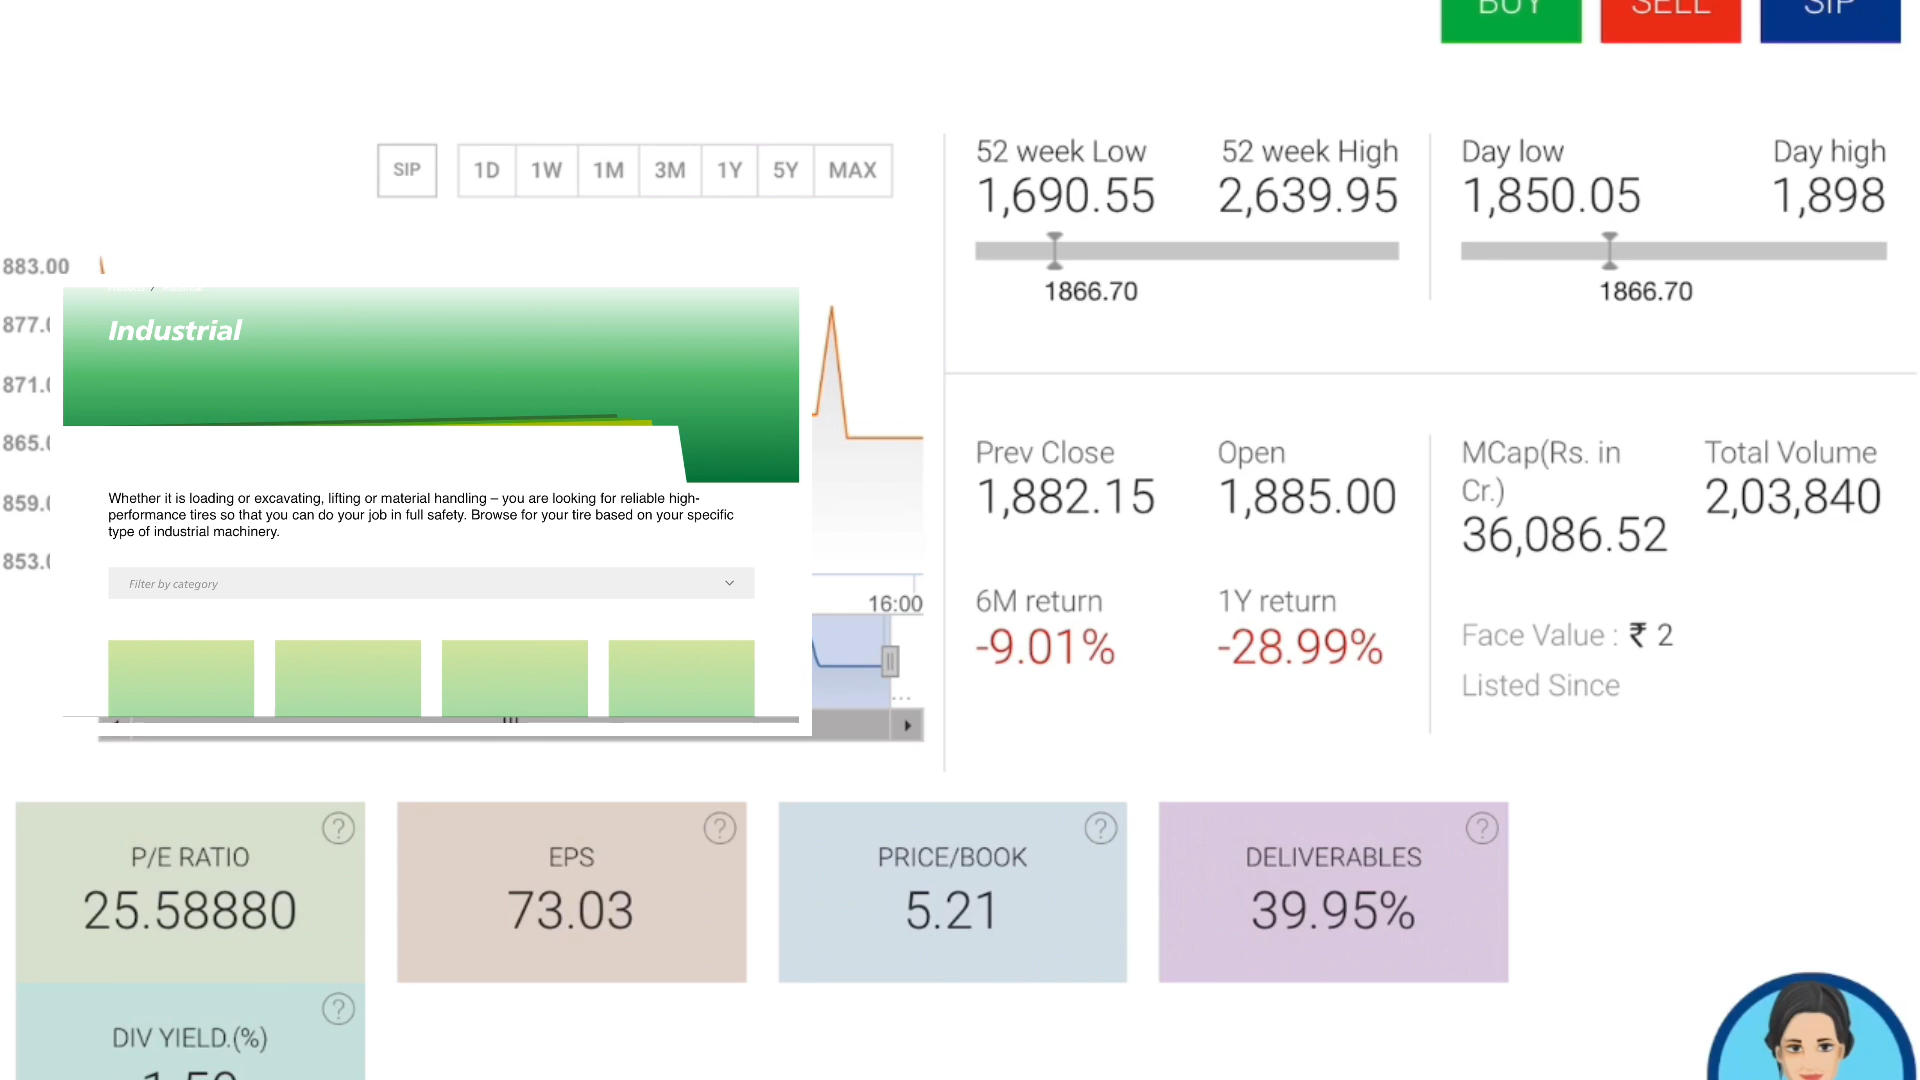 BUY SELL SIP
SIP 1D 1W 1M 3M 1Y 5Y MAX
52 week Low 52 week High Day low Day high
1,690.55 2,639.95 1,850.05 1,898
1866.70 1866.70
883.00
877.
871.
865.
859.
853.
Industrial
Whether it is loading or excavating, lifting or material handling – you are looking for reliable high-
performance tires so that you can do your job in full safety. Browse for your tire based on your specific
type of industrial machinery.
Filter by category
16:00
Prev Close Open MCap(Rs. in Total Volume
Cr.)
1,882.15 1,885.00 36,086.52 2,03,840
6M return 1Y return
-9.01% -28.99%
Face Value : ₹ 2
Listed Since
P/E RATIO EPS PRICE/BOOK DELIVERABLES
25.58880 73.03 5.21 39.95%
DIV YIELD.(%)